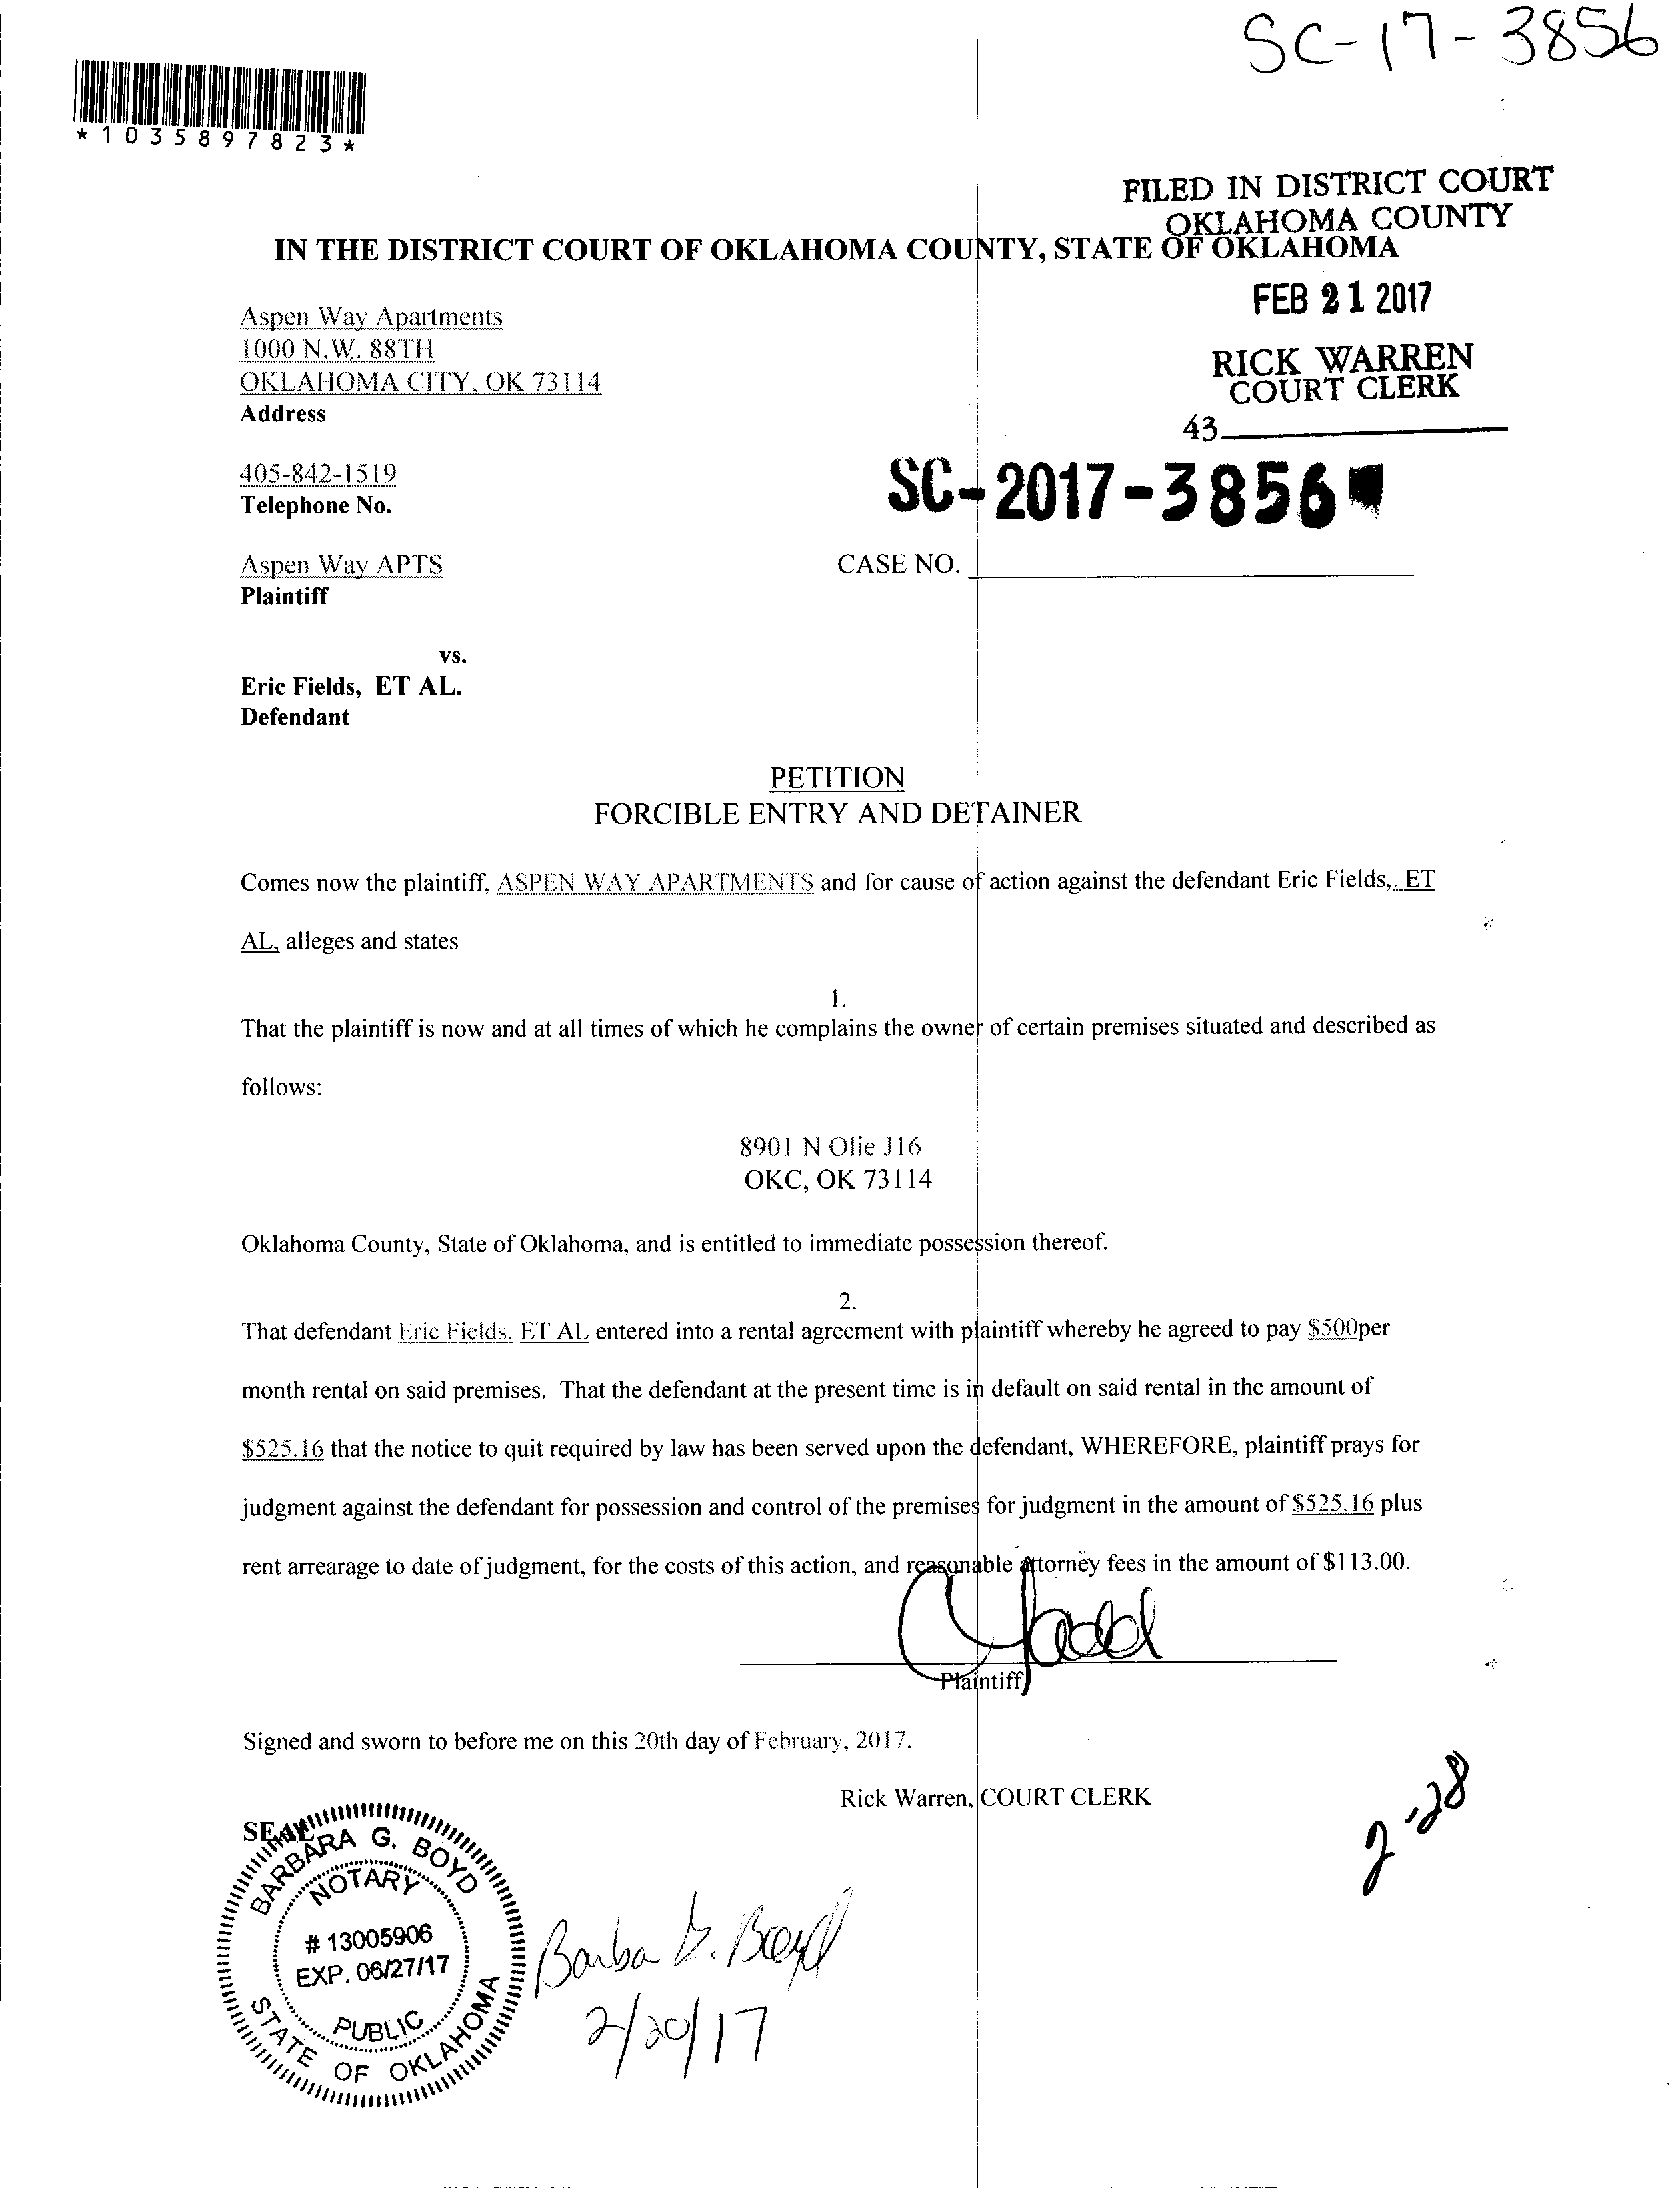 SC-17-3856
*1035897823*
FILED IN DISTRICT COURT
OKLAHOMA COUNTY
IN THE DISTRICT COURT OF OKLAHOMA COUNTY, STATE OF OKLAHOMA
FEB 21 2017
Aspen Way Apartments
1000 N.W. 88TH
RICK WARREN
OKLAHOMA CITY, OK 73114
COURT CLERK
Address
43
405-842-1519
SC-2017-3856
Telephone No.
Aspen Way APTS
CASE NO.
Plaintiff
vs.
Eric Fields, ET AL.
Defendant
PETITION
FORCIBLE ENTRY AND DETAINER
Comes now the plaintiff, ASPEN WAY APARTMENTS and for cause of action against the defendant Eric Fields,, ET
AL, alleges and states
1.
That the plaintiff is now and at all times of which he complains the owner of certain premises situated and described as
follows:
8901 N Olie J16
OKC, OK 73114
Oklahoma County, State of Oklahoma, and is entitled to immediate possession thereof.
2.
That defendant Eric Fields, ET AL entered into a rental agreement with plaintiff whereby he agreed to pay $500per
month rental on said premises. That the defendant at the present time is in default on said rental in the amount of
$525.16 that the notice to quit required by law has been served upon the defendant, WHEREFORE, plaintiff prays for
judgment against the defendant for possession and control of the premises for judgment in the amount of $525.16 plus
rent arrearage to date of judgment, for the costs of this action, and reasonable attorney fees in the amount of $113.00.
Plaintiff
Signed and sworn to before me on this 20th day of February, 2017.
Rick Warren, COURT CLERK
2-28
SEAL
BARBARA G. BOYD
NOTARY
# 13005906
EXP. 06/27/17
PUBLIC
STATE OF OKLAHOMA
Barba G. Boyd
2/20/17